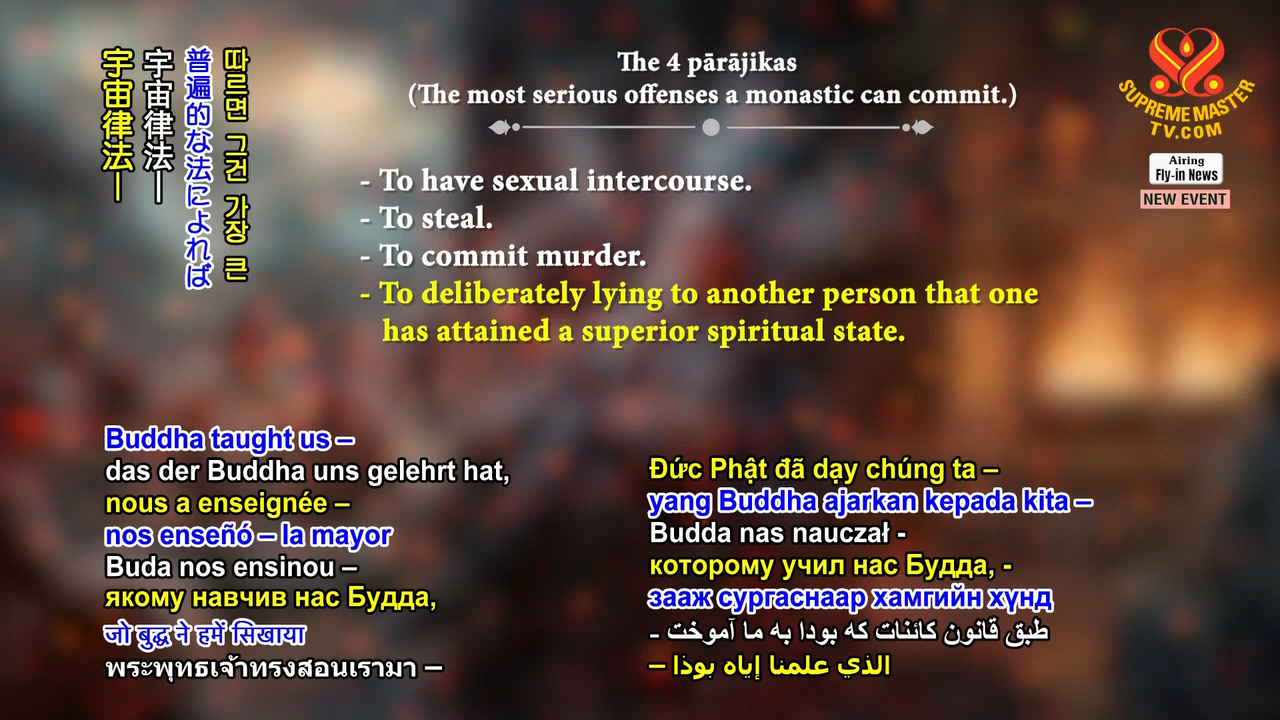 The 4 pārājikas
(The most serious offenses a monastic can commit.)
- To have sexual intercourse.
- To steal.
- To commit murder.
- To deliberately lying to another person that one
has attained a superior spiritual state.
SUPREME MASTER
TV.COM
Airing
Fly-in News
NEW EVENT
따르면 그건 가장 큰
普遍的な法によれば
宇宙律法—
宇宙律法—
Buddha taught us –
das der Buddha uns gelehrt hat,
nous a enseignée –
nos enseñó – la mayor
Buda nos ensinou –
якому навчив нас Будда,
जो बुद्ध ने हमें सिखाया
พระพุทธเจ้าทรงสอนเรามา –
Đức Phật đã dạy chúng ta –
yang Buddha ajarkan kepada kita –
Budda nas nauczał -
которому учил нас Будда, -
зааж сургаснаар хамгийн хүнд
طبق قانون کائنات که بودا به ما آموخت -
الذي علمنا إياه بوذا –